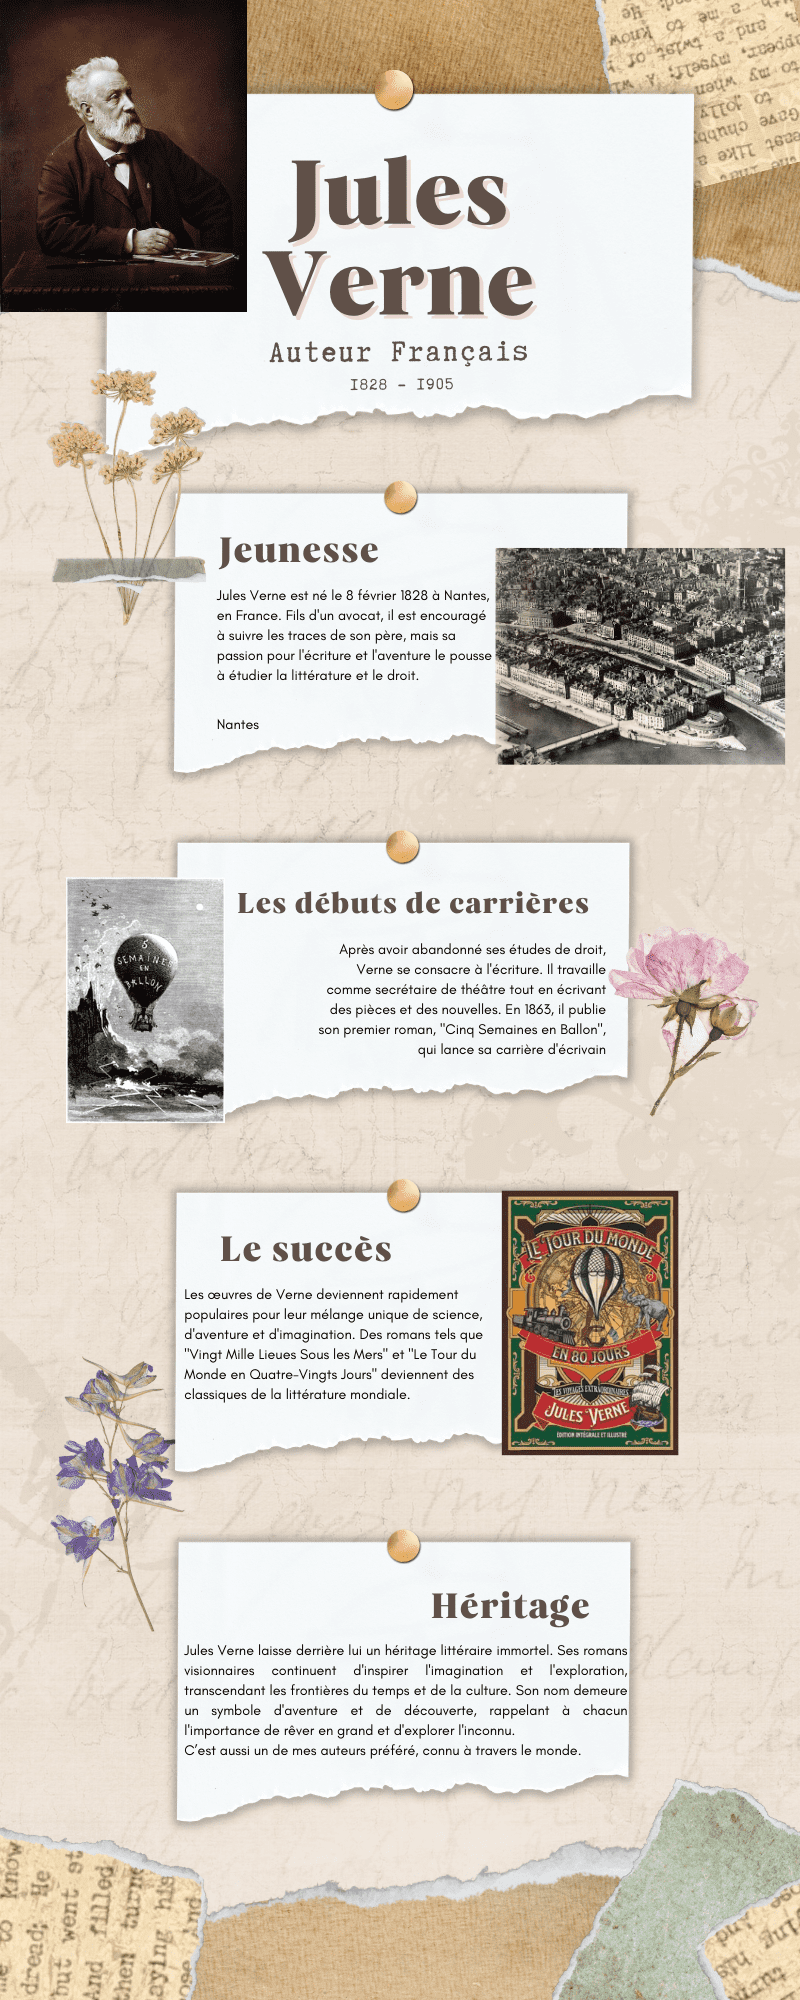 Jules
Verne
Auteur Français
1828 - 1905
Jeunesse
Jules Verne est né le 8 février 1828 à Nantes,
en France. Fils d'un avocat, il est encouragé
à suivre les traces de son père, mais sa
passion pour l'écriture et l'aventure le pousse
à étudier la littérature et le droit.
Nantes
Les débuts de carrières
5
SEMAINES
EN
BALLON
Après avoir abandonné ses études de droit,
Verne se consacre à l'écriture. Il travaille
comme secrétaire de théâtre tout en écrivant
des pièces et des nouvelles. En 1863, il publie
son premier roman, "Cinq Semaines en Ballon",
qui lance sa carrière d'écrivain
Le succès
Les œuvres de Verne deviennent rapidement
populaires pour leur mélange unique de science,
d'aventure et d'imagination. Des romans tels que
"Vingt Mille Lieues Sous les Mers" et "Le Tour du
Monde en Quatre-Vingts Jours" deviennent des
classiques de la littérature mondiale.
LE TOUR DU MONDE
EN 80 JOURS
LES VOYAGES EXTRAORDINAIRES
JULES VERNE
ÉDITION INTÉGRALE ET ILLUSTRÉ
Héritage
Jules Verne laisse derrière lui un héritage littéraire immortel. Ses romans
visionnaires continuent d'inspirer l'imagination et l'exploration,
transcendant les frontières du temps et de la culture. Son nom demeure
un symbole d'aventure et de découverte, rappelant à chacun
l'importance de rêver en grand et d'explorer l'inconnu.
C'est aussi un de mes auteurs préféré, connu à travers le monde.
to know
dread; He
but went
And filled
then turn
aying his